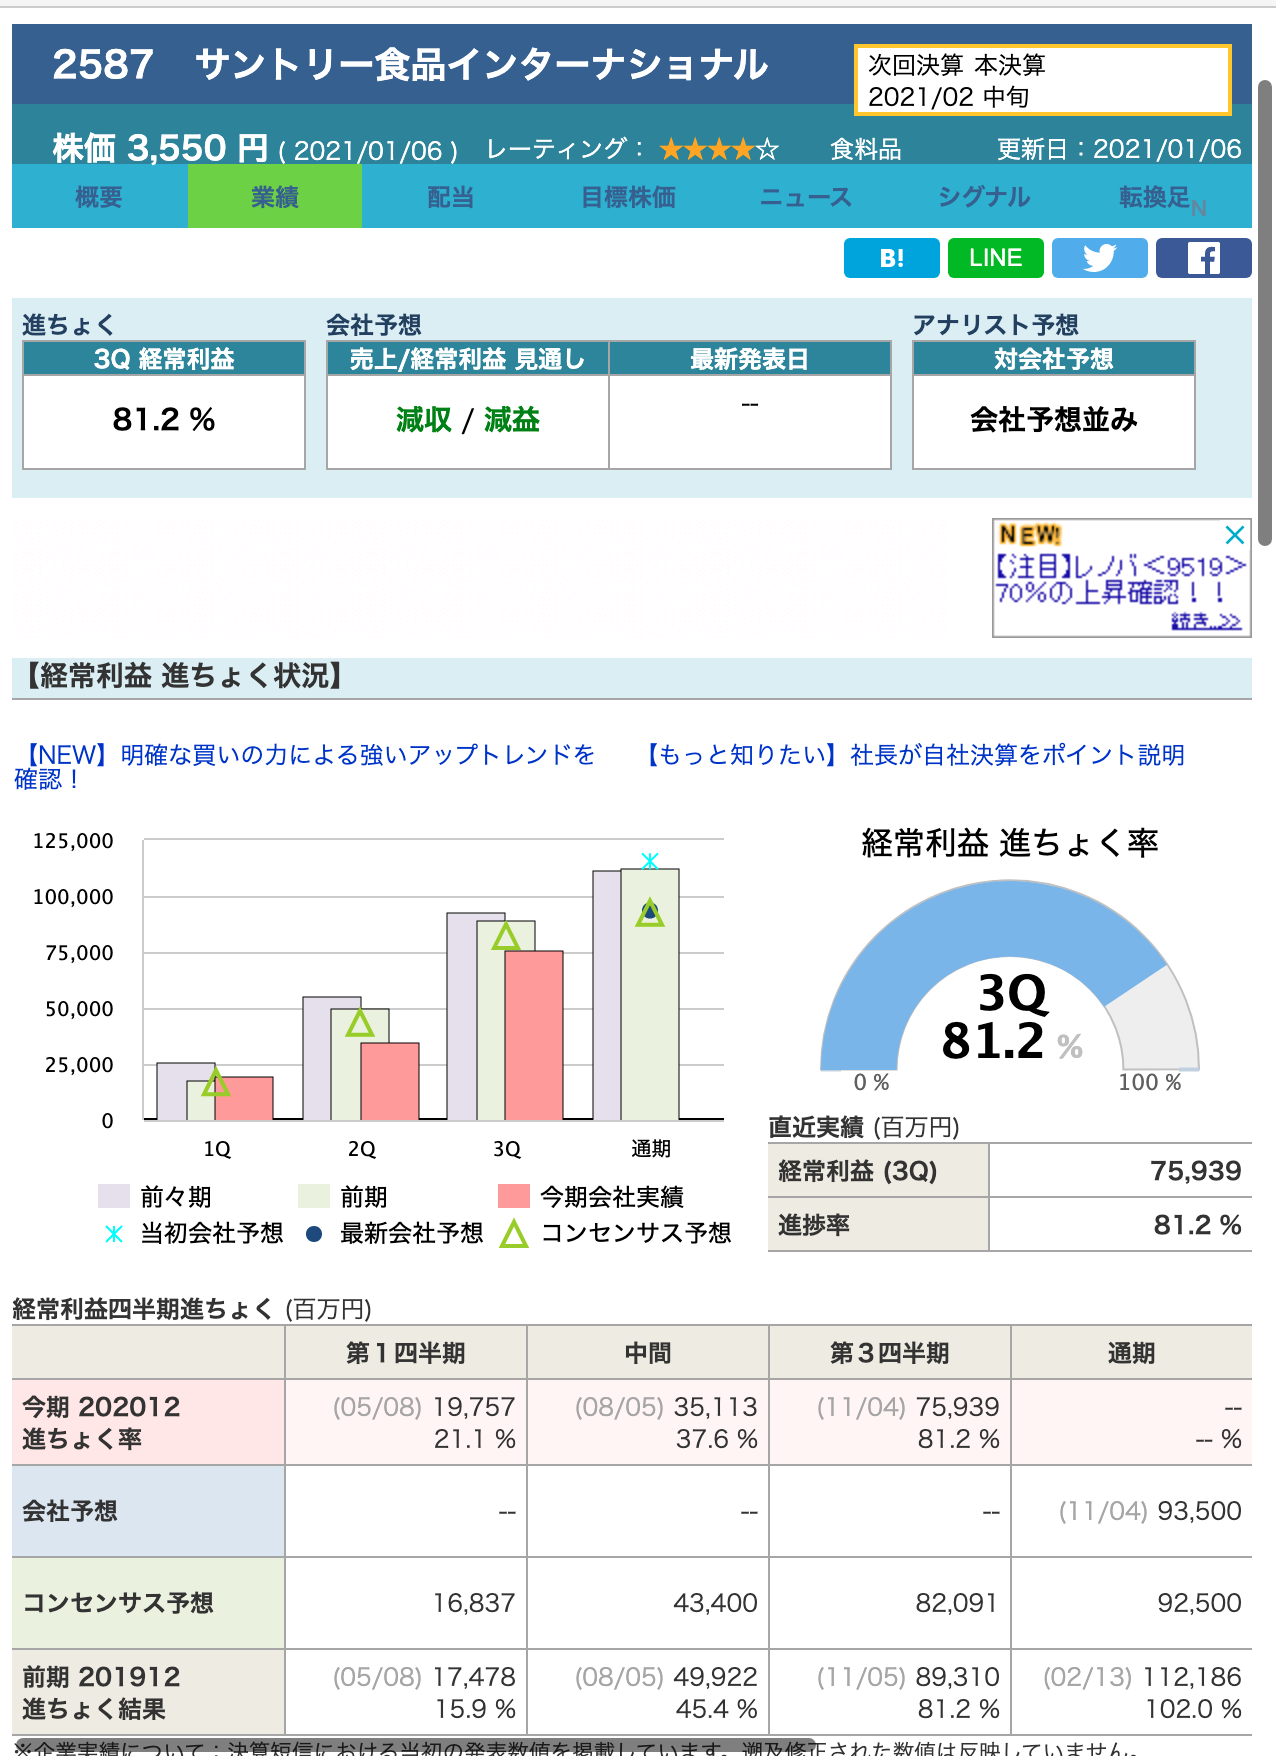 2587 サントリー食品インターナショナル
次回決算 本決算
2021/02 中旬
株価 3,550 円 ( 2021/01/06 ) レーティング： ★★★★☆ 食料品 更新日：2021/01/06
概要 業績 配当 目標株価 ニュース シグナル 転換足 N
B! LINE
進ちょく 会社予想 アナリスト予想
3Q 経常利益 売上/経常利益 見通し 最新発表日 対会社予想
81.2 % 減収 / 減益 -- 会社予想並み
NEW!
【注目】レノバ<9519>
70%の上昇確認！！
続き..>>
【経常利益 進ちょく状況】
【NEW】明確な買いの力による強いアップトレンドを
確認！
【もっと知りたい】社長が自社決算をポイント説明
125,000
100,000
75,000
50,000
25,000
0
1Q 2Q 3Q 通期
前々期 前期 今期会社実績
当初会社予想 最新会社予想 コンセンサス予想
経常利益 進ちょく率
3Q
81.2 %
0 % 100 %
直近実績 (百万円)
経常利益 (3Q) 75,939
進捗率 81.2 %
経常利益四半期進ちょく (百万円)
第１四半期 中間 第３四半期 通期
今期 202012 (05/08) 19,757 (08/05) 35,113 (11/04) 75,939 --
進ちょく率 21.1 % 37.6 % 81.2 % -- %
会社予想 -- -- -- (11/04) 93,500
コンセンサス予想 16,837 43,400 82,091 92,500
前期 201912 (05/08) 17,478 (08/05) 49,922 (11/05) 89,310 (02/13) 112,186
進ちょく結果 15.9 % 45.4 % 81.2 % 102.0 %
※企業実績について：決算短信における当初の発表数値を掲載しています。遡及修正された数値は反映していません。